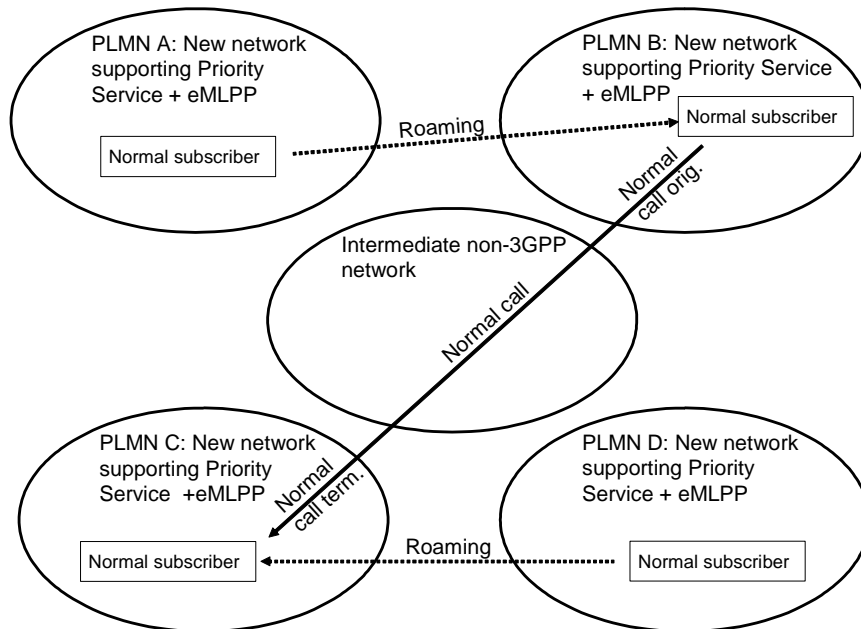 PLMN A: New network
supporting Priority
Service + eMLPP
Normal subscriber
Roaming
PLMN B: New network
supporting Priority Service
+ eMLPP
Normal subscriber
Normal
call orig.
Intermediate non-3GPP
network
Normal call
PLMN C: New network
supporting Priority
Service  +eMLPP
Normal
call term.
Normal subscriber
Roaming
PLMN D: New network
supporting Priority
Service + eMLPP
Normal subscriber